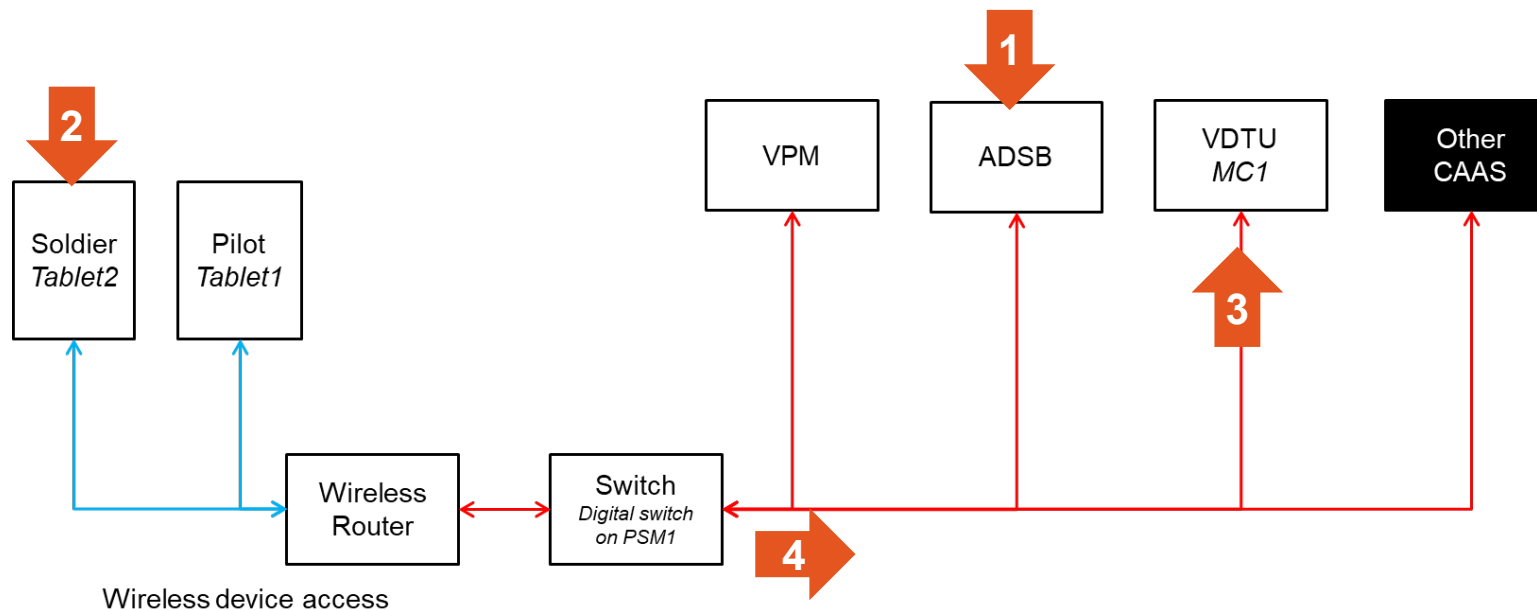 1
2
VPM
ADSB
VDTU
MC1
Other
CAAS
Soldier
Tablet2
Pilot
Tablet1
3
Wireless
Router
Switch
Digital switch
on PSM1
4
Wireless device access